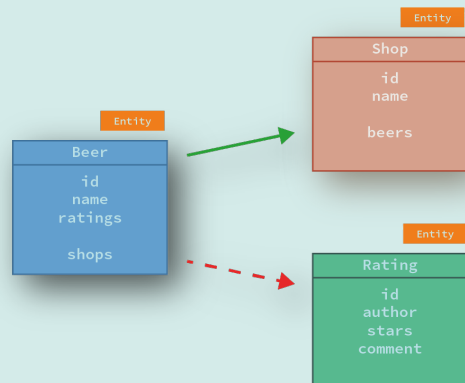 Entity
Beer
id
name
ratings
shops
Entity
Shop
id
name
beers
Entity
Rating
id
author
stars
comment